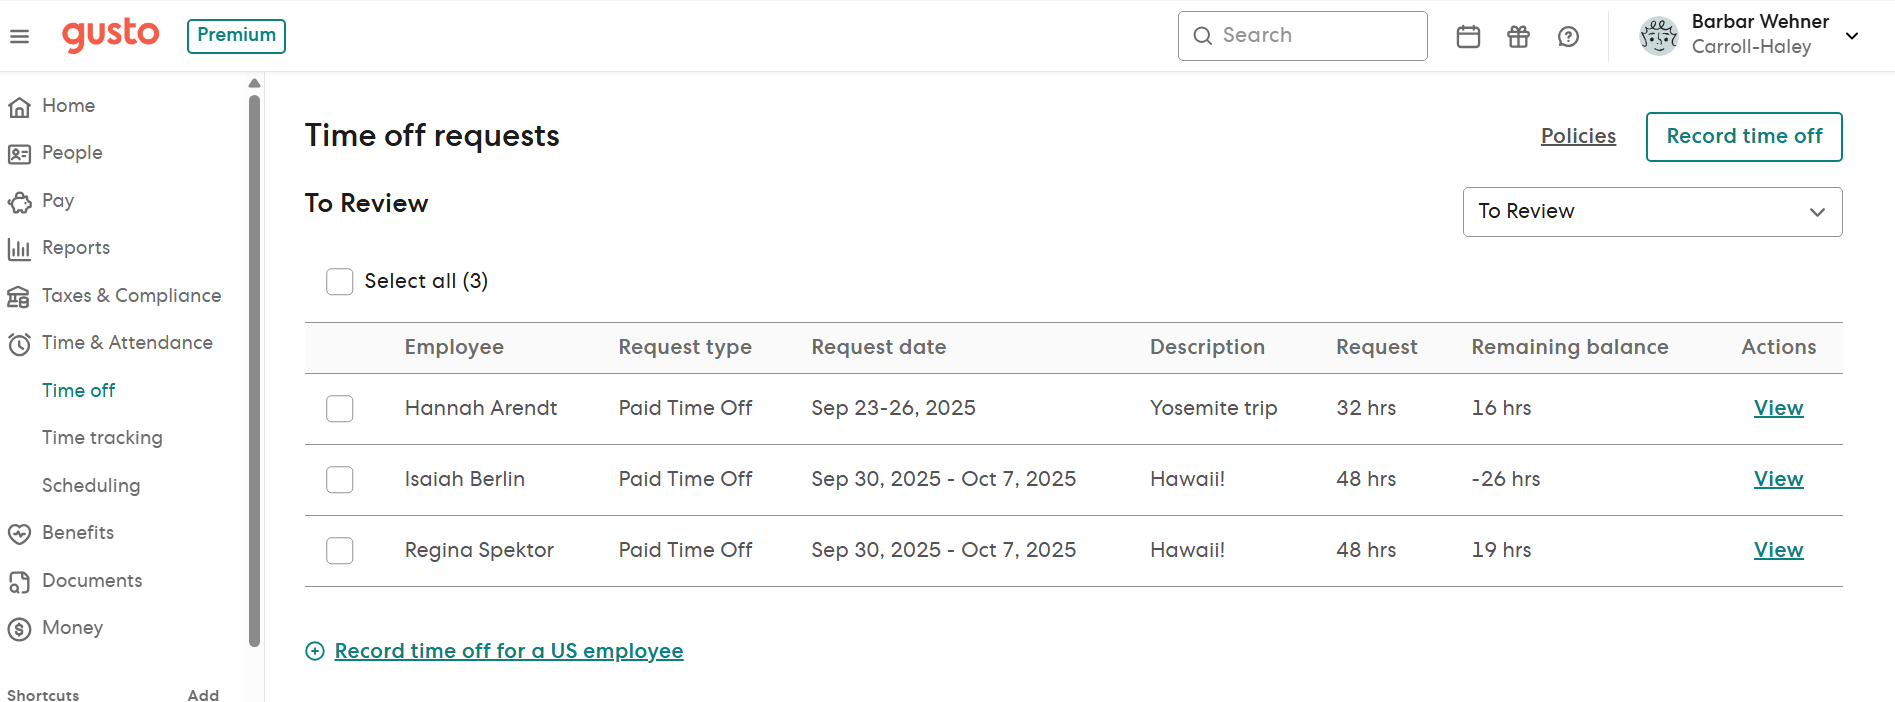 gusto Premium Search Barbar Wehner
Carroll-Haley
Home
People
Pay
Reports
Taxes & Compliance
Time & Attendance
Time off
Time tracking
Scheduling
Benefits
Documents
Money
Shortcuts Add
Time off requests Policies Record time off
To Review To Review
Select all (3)
Employee Request type Request date Description Request Remaining balance Actions
Hannah Arendt Paid Time Off Sep 23-26, 2025 Yosemite trip 32 hrs 16 hrs View
Isaiah Berlin Paid Time Off Sep 30, 2025 - Oct 7, 2025 Hawaii! 48 hrs -26 hrs View
Regina Spektor Paid Time Off Sep 30, 2025 - Oct 7, 2025 Hawaii! 48 hrs 19 hrs View
Record time off for a US employee